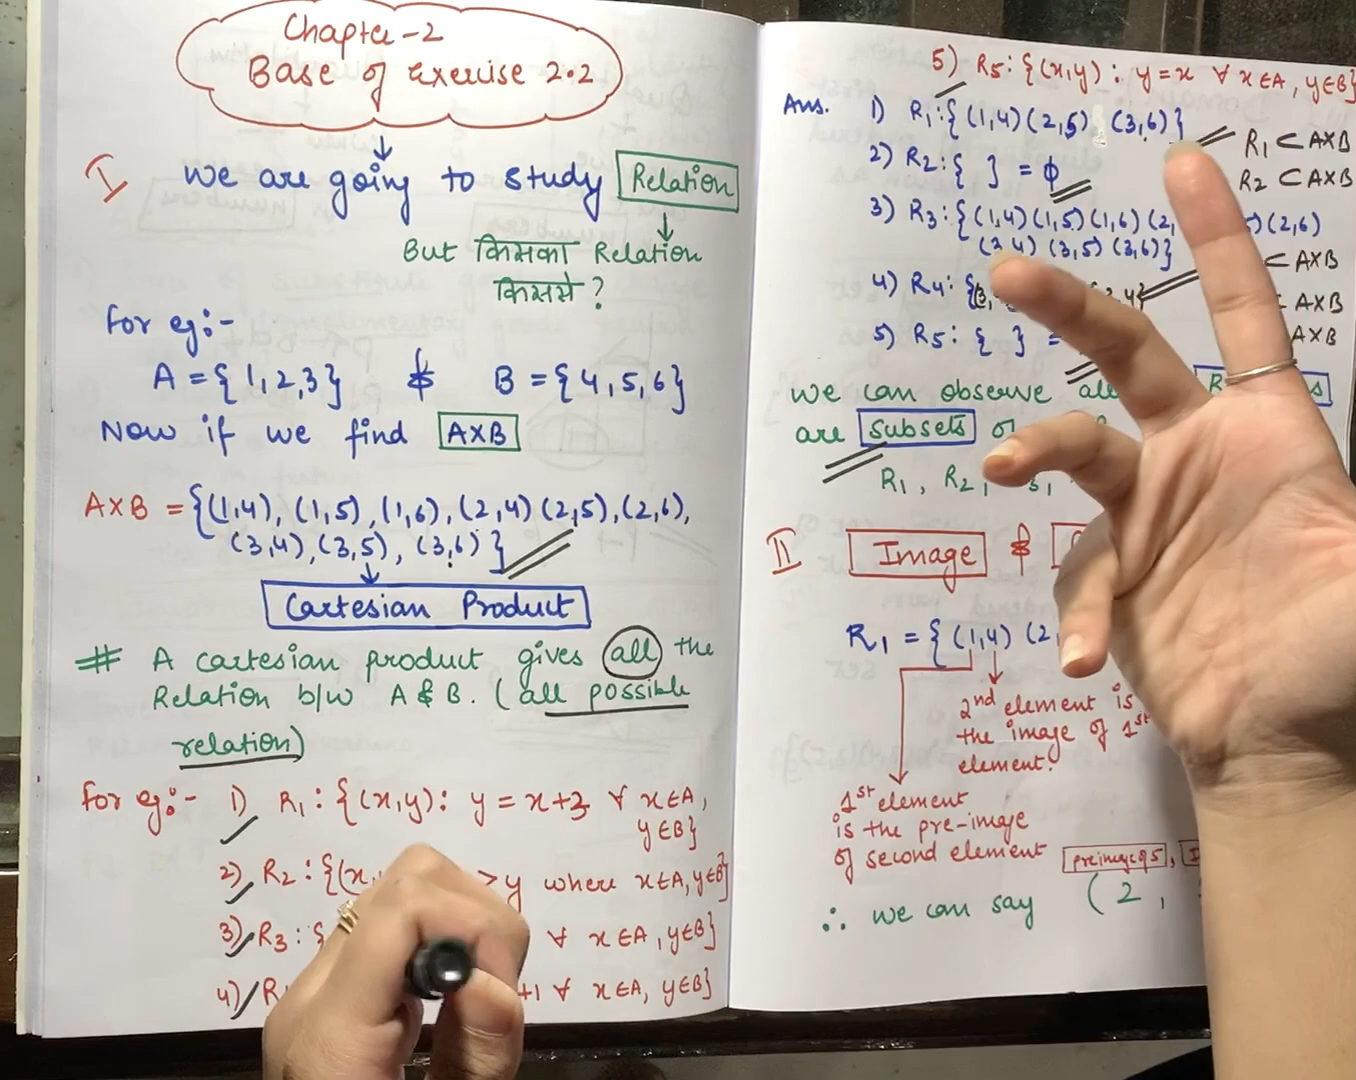 Chapter-2
Base of Exercise 2.2
I We are going to study Relation
But किसका Relation
किससे ?
For eg:-
A = {1,2,3} & B = {4,5,6}
Now if we find A×B
A×B = {(1,4), (1,5), (1,6), (2,4) (2,5), (2,6),
(3,4), (3,5), (3,6)}
Cartesian Product
# A cartesian product gives all the
Relation b/w A & B. (all possible
relation)
For eg:- 1) R1 : {(x,y): y = x+3 ∀ x∈A,
y∈B}
2) R2 : {(x, >y where x∈A, y∈B}
3) R3 : { ∀ x∈A, y∈B}
4) R +1 ∀ x∈A, y∈B}
5) R5: {(x,y) : y = x ∀ x∈A, y∈B}
Ans. 1) R1:{(1,4) (2,5) (3,6)}
R1 ⊂ A×B
2) R2:{ } = ϕ
R2 ⊂ A×B
3) R3:{(1,4) (1,5) (1,6) (2, ) (2,6)
(3,4) (3,5) (3,6)}
⊂ A×B
4) R4: {(3, ,4)}
⊂ A×B
5) R5: { } =
A×B
We can observe all R s
are subsets o
R1, R2,
II Image &
R1 = {(1,4) (2,
2nd element is
the image of 1st
element.
1st element
is the pre-image
of second element
preimage of 5,
∴ we can say (2,